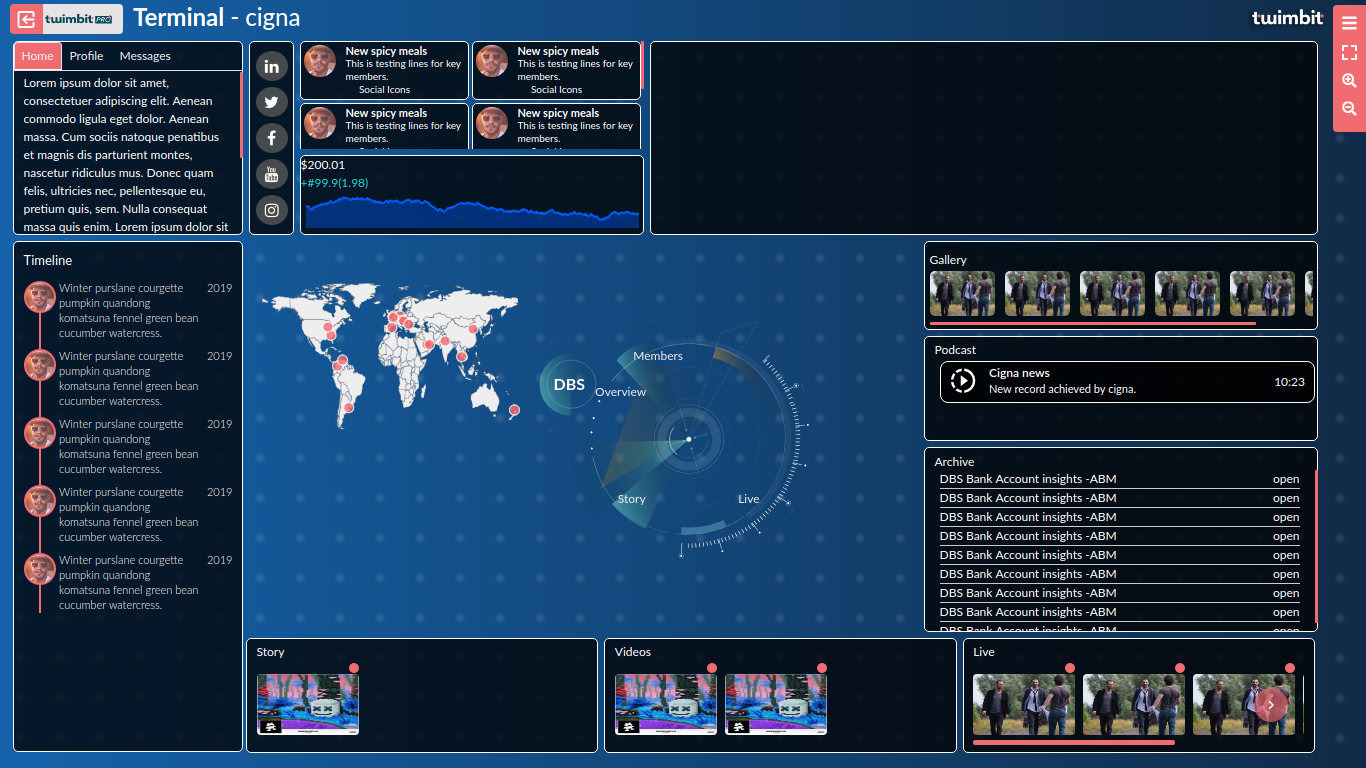 twimbit PRO
Terminal - cigna
twimbit
Home Profile Messages
Lorem ipsum dolor sit amet,
consectetuer adipiscing elit. Aenean
commodo ligula eget dolor. Aenean
massa. Cum sociis natoque penatibus
et magnis dis parturient montes,
nascetur ridiculus mus. Donec quam
felis, ultricies nec, pellentesque eu,
pretium quis, sem. Nulla consequat
massa quis enim. Lorem ipsum dolor sit
in
You
Tube
New spicy meals
This is testing lines for key
members.
Social Icons
New spicy meals
This is testing lines for key
members.
Social Icons
New spicy meals
This is testing lines for key
members.
New spicy meals
This is testing lines for key
members.
$200.01
+#99.9(1.98)
Timeline
Winter purslane courgette 2019
pumpkin quandong
komatsuna fennel green bean
cucumber watercress.
Winter purslane courgette 2019
pumpkin quandong
komatsuna fennel green bean
cucumber watercress.
Winter purslane courgette 2019
pumpkin quandong
komatsuna fennel green bean
cucumber watercress.
Winter purslane courgette 2019
pumpkin quandong
komatsuna fennel green bean
cucumber watercress.
Winter purslane courgette 2019
pumpkin quandong
komatsuna fennel green bean
cucumber watercress.
Members
DBS
Overview
Story
Live
Gallery
Podcast
Cigna news
New record achieved by cigna.
10:23
Archive
DBS Bank Account insights -ABM open
DBS Bank Account insights -ABM open
DBS Bank Account insights -ABM open
DBS Bank Account insights -ABM open
DBS Bank Account insights -ABM open
DBS Bank Account insights -ABM open
DBS Bank Account insights -ABM open
DBS Bank Account insights -ABM open
DBS Bank Account insights -ABM open
Story
Videos
Live